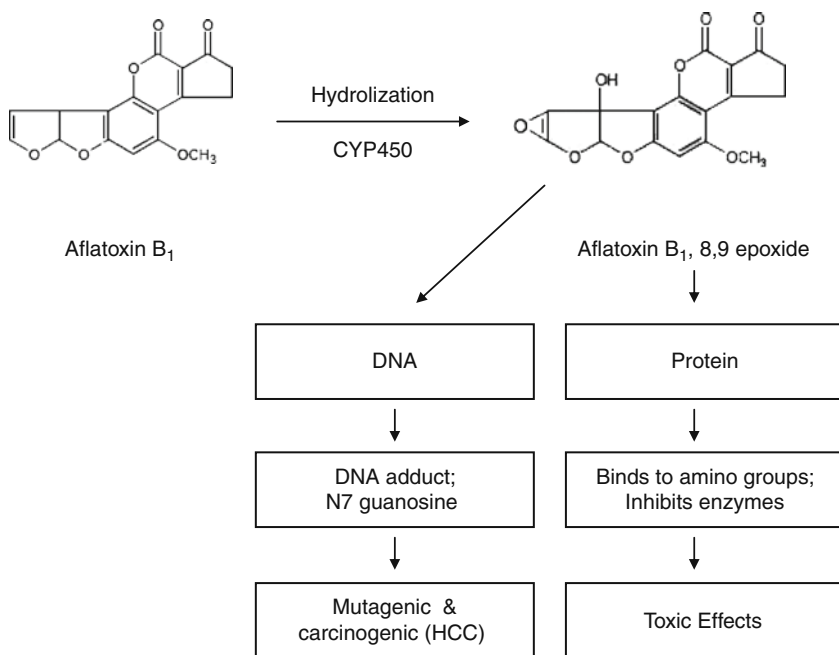 O
O
O
O
O
OCH₃
Aflatoxin B₁
Hydrolization
CYP450
O
O
O
OH
O
O
O
OCH₃
Aflatoxin B₁, 8,9 epoxide
DNA
Protein
DNA adduct;
N7 guanosine
Binds to amino groups;
Inhibits enzymes
Mutagenic &
carcinogenic (HCC)
Toxic Effects